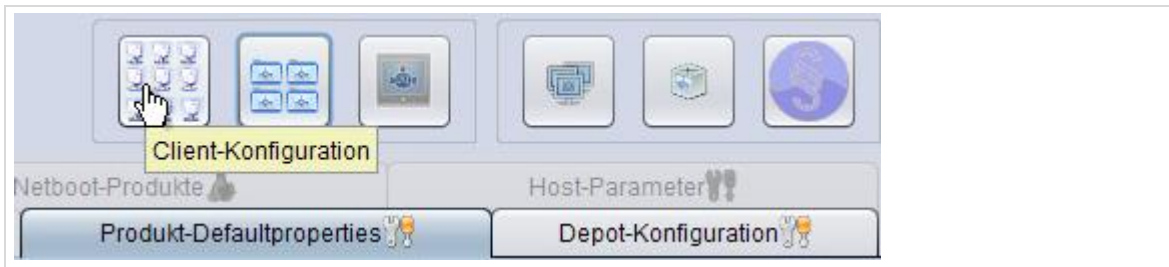 Client-Konfiguration
Netboot-Produkte
Host-Parameter
Produkt-Defaultproperties
Depot-Konfiguration